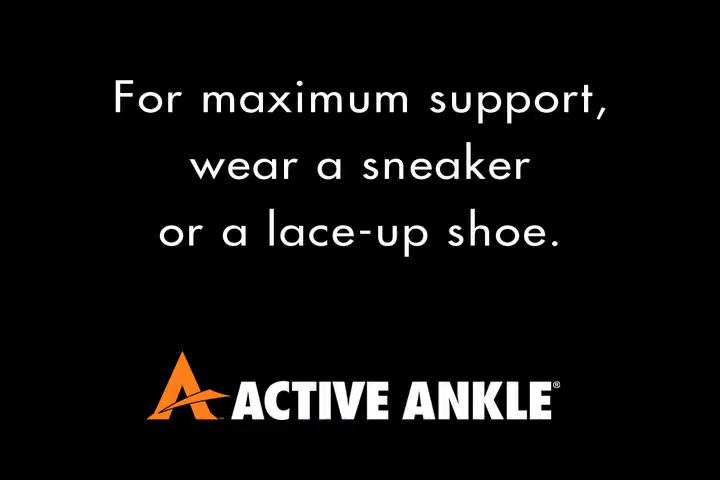 For maximum support,
wear a sneaker
or a lace-up shoe.
ACTIVE ANKLE®